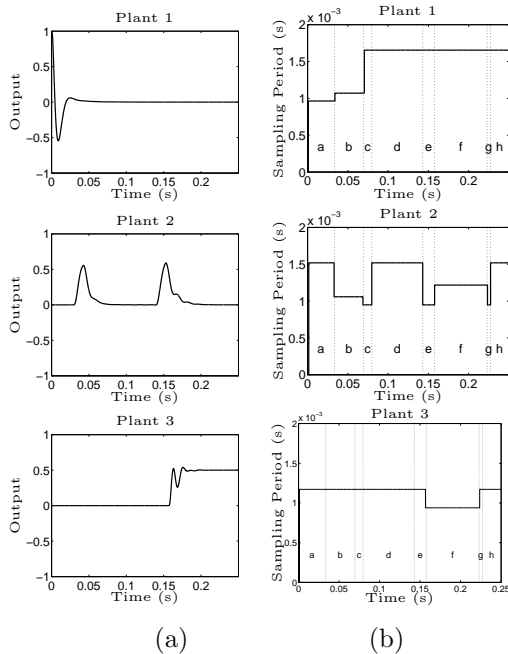 Plant 1
Output
1
0.5
0
−0.5
−1
0 0.05 0.1 0.15 0.2
Time (s)
Plant 2
Output
1
0.5
0
−0.5
−1
0 0.05 0.1 0.15 0.2
Time (s)
Plant 3
Output
1
0.5
0
−0.5
−1
0 0.05 0.1 0.15 0.2
Time (s)
(a)
Plant 1
x 10⁻³
Sampling Period (s)
2
1.5
1
0.5
0
a b c d e f g h
0 0.05 0.1 0.15 0.2
Time (s)
Plant 2
x 10⁻³
Sampling Period (s)
2
1.5
1
0.5
0
a b c d e f g h
0 0.05 0.1 0.15 0.2
Time (s)
Plant 3
x 10⁻³
Sampling Period (s)
2
1.5
1
0.5
0
a b c d e f g h
0 0.05 0.1 0.15 0.2 0.25
Time (s)
(b)